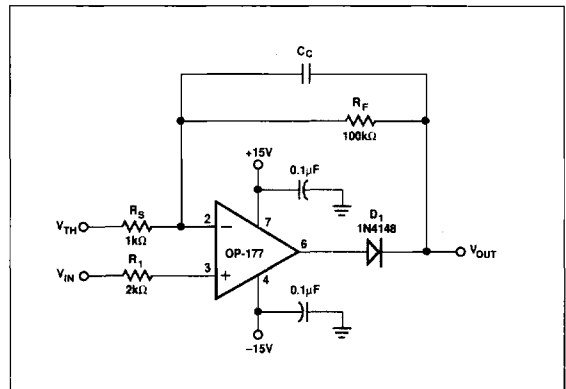 C_C
R_F
100kΩ
+15V
0.1μF
D_1
1N4148
V_TH
R_S
1kΩ
2
−
7
OP-177
6
V_OUT
V_IN
R_1
2kΩ
3
+
4
0.1μF
−15V